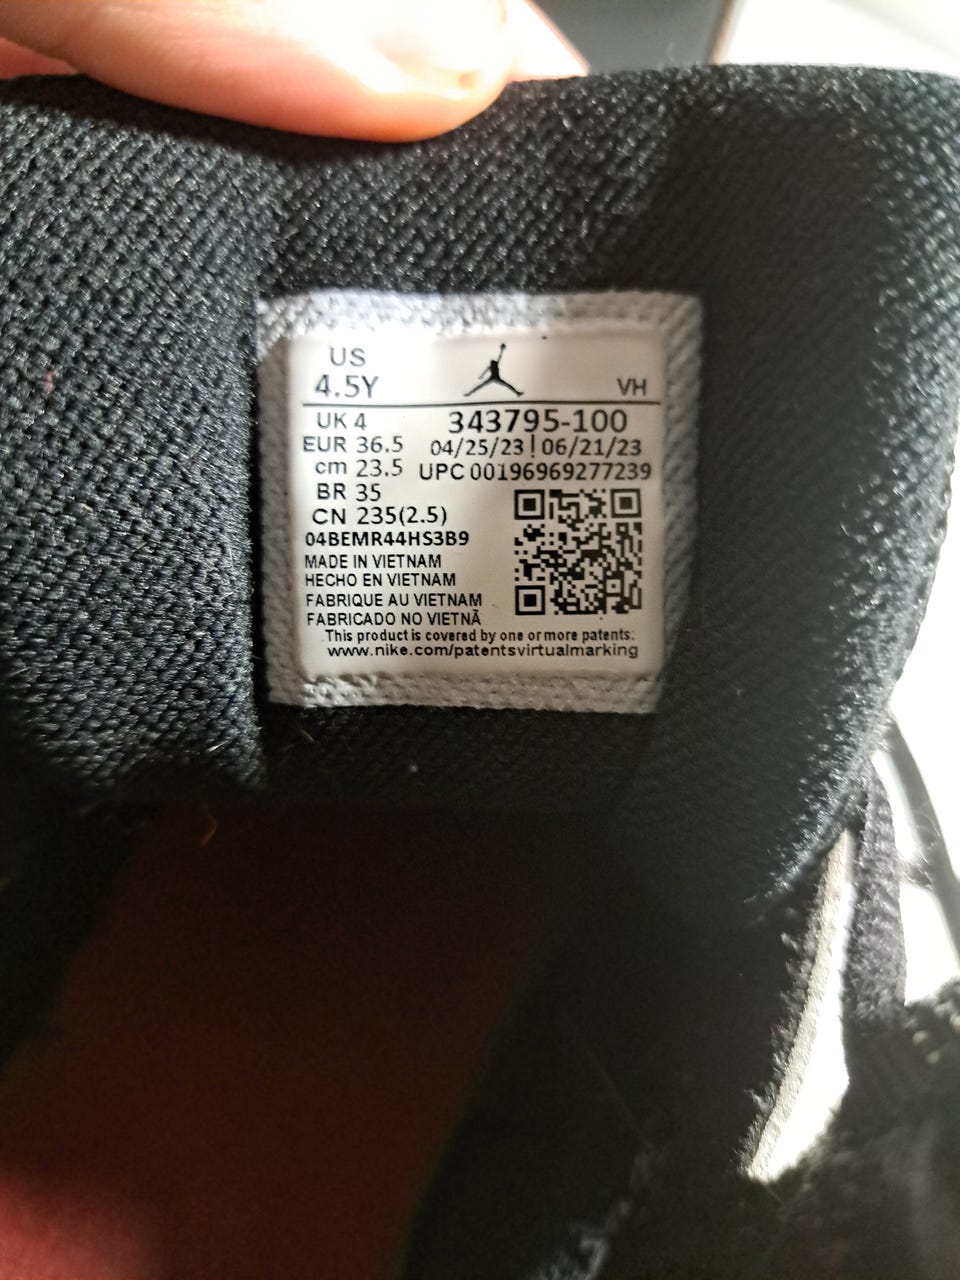 US
4.5Y VH
UK 4 343795-100
EUR 36.5 04/25/23 | 06/21/23
cm 23.5 UPC 00196969277239
BR 35
CN 235(2.5)
04BEMR44HS3B9
MADE IN VIETNAM
HECHO EN VIETNAM
FABRIQUE AU VIETNAM
FABRICADO NO VIETNÃ
This product is covered by one or more patents.
www.nike.com/patentsvirtualmarking